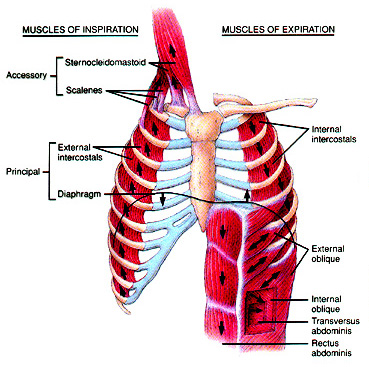 MUSCLES OF INSPIRATION
MUSCLES OF EXPIRATION
Sternocleidomastoid
Accessory
Scalenes
External
intercostals
Principal
Diaphragm
Internal
intercostals
External
oblique
Internal
oblique
Transversus
abdominis
Rectus
abdominis